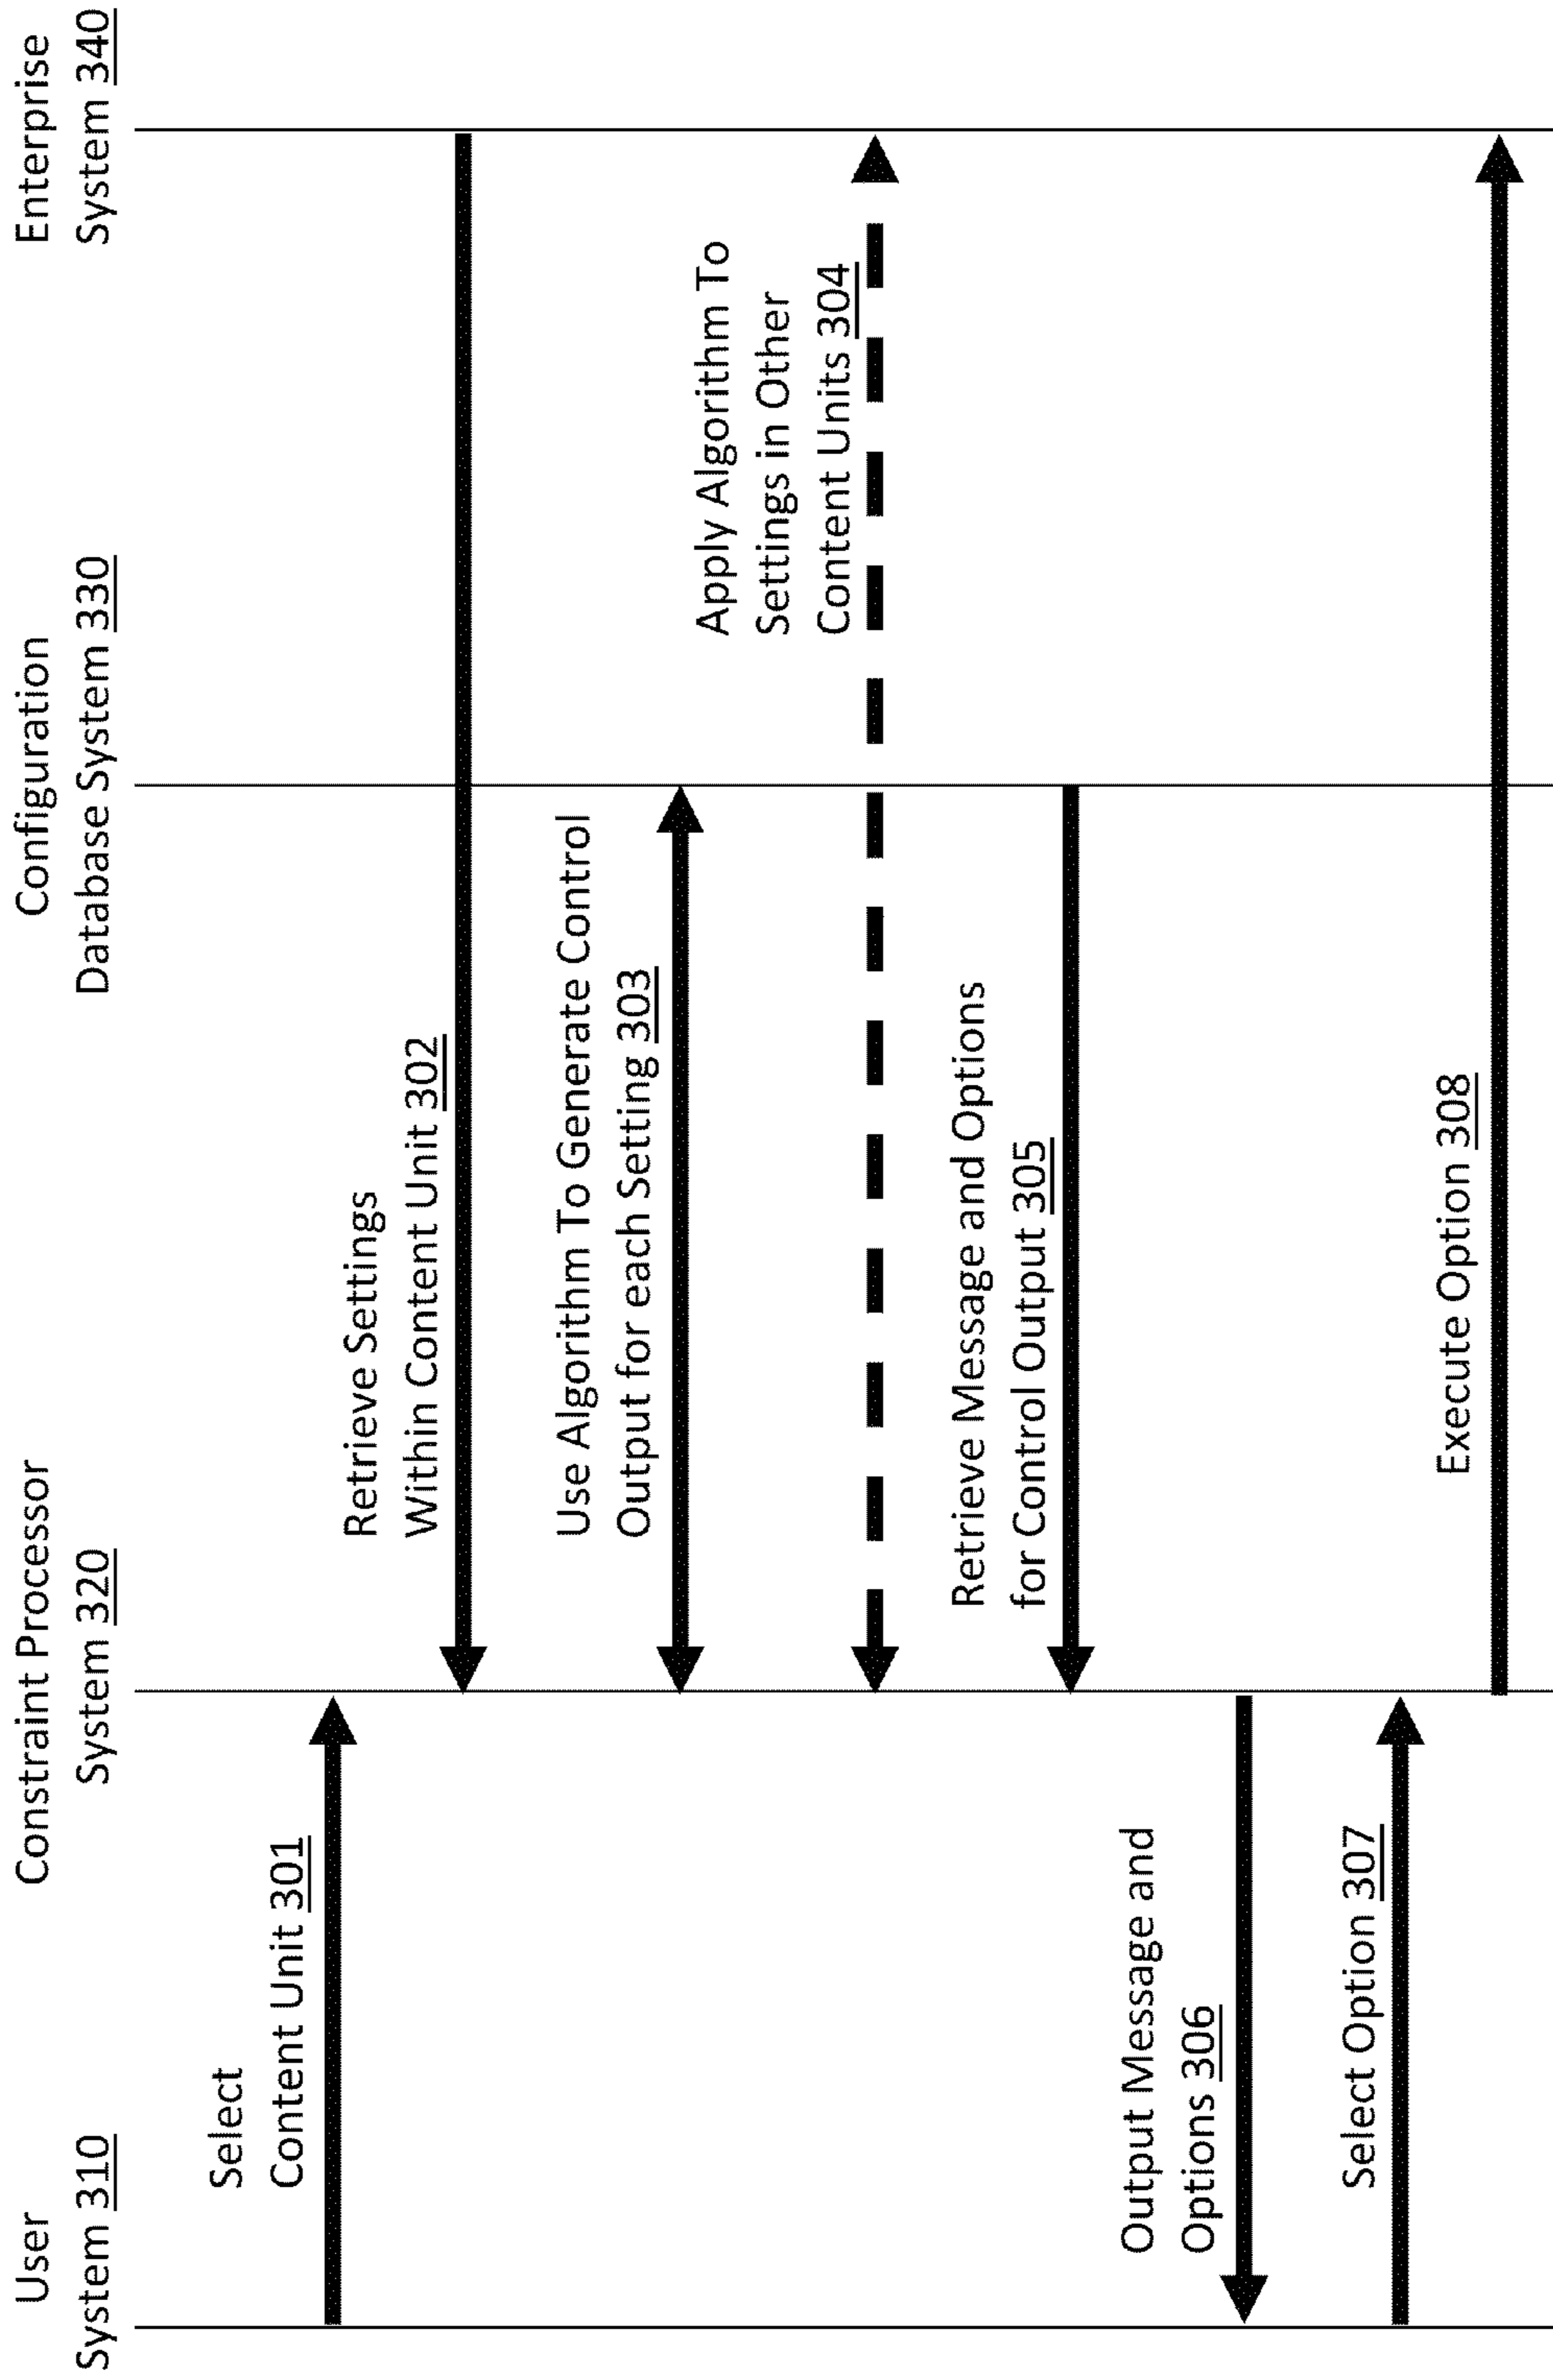 User
System 310
Constraint Processor
System 320
Configuration
Database System 330
Enterprise
System 340
Select
Content Unit 301
Retrieve Settings
Within Content Unit 302
Use Algorithm To Generate Control
Output for each Setting 303
Apply Algorithm To
Settings in Other
Content Units 304
Retrieve Message and Options
for Control Output 305
Output Message and
Options 306
Select Option 307
Execute Option 308